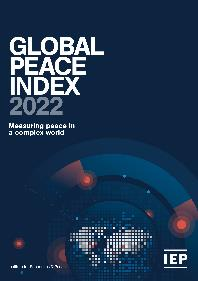 GLOBAL
PEACE
INDEX
2022
Measuring peace in
a complex world
IEP